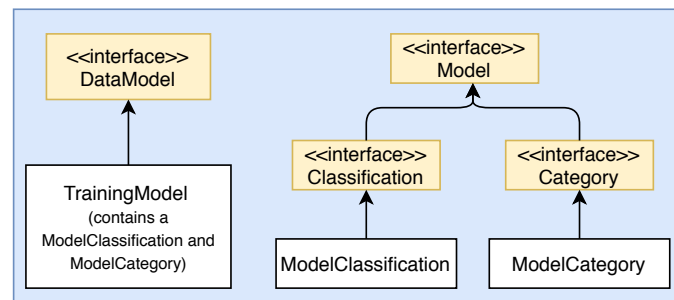 <<interface>>
DataModel
TrainingModel
(contains a
ModelClassification and
ModelCategory)
<<interface>>
Model
<<interface>>
Classification
<<interface>>
Category
ModelClassification
ModelCategory